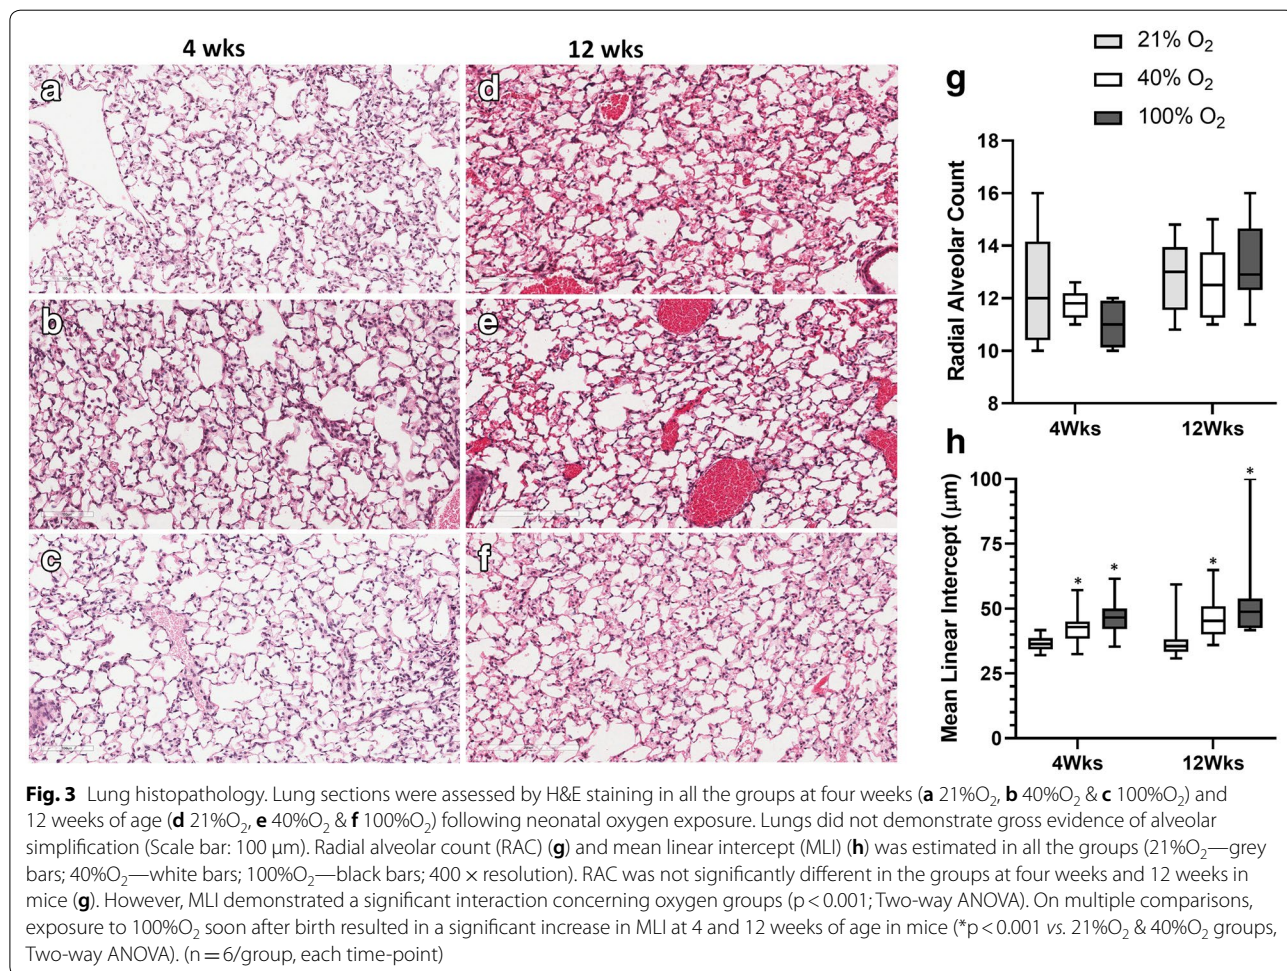 4 wks
12 wks
a
d
b
e
c
f
g
21% O₂
40% O₂
100% O₂
Radial Alveolar Count
18
16
14
12
10
8
4Wks 12Wks
h
Mean Linear Intercept (µm)
100
75
50
25
0
* * * *
4Wks 12Wks
Fig. 3 Lung histopathology. Lung sections were assessed by H&E staining in all the groups at four weeks (a 21%O₂, b 40%O₂ & c 100%O₂) and
12 weeks of age (d 21%O₂, e 40%O₂ & f 100%O₂) following neonatal oxygen exposure. Lungs did not demonstrate gross evidence of alveolar
simplification (Scale bar: 100 µm). Radial alveolar count (RAC) (g) and mean linear intercept (MLI) (h) was estimated in all the groups (21%O₂—grey
bars; 40%O₂—white bars; 100%O₂—black bars; 400 × resolution). RAC was not significantly different in the groups at four weeks and 12 weeks in
mice (g). However, MLI demonstrated a significant interaction concerning oxygen groups (p < 0.001; Two-way ANOVA). On multiple comparisons,
exposure to 100%O₂ soon after birth resulted in a significant increase in MLI at 4 and 12 weeks of age in mice (*p < 0.001 vs. 21%O₂ & 40%O₂ groups,
Two-way ANOVA). (n = 6/group, each time-point)